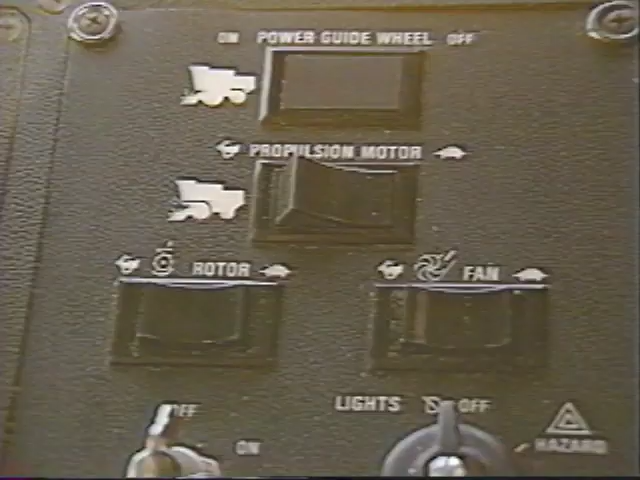 ON POWER GUIDE WHEEL OFF
PROPULSION MOTOR
ROTOR
FAN
OFF
ON
LIGHTS OFF
HAZARD